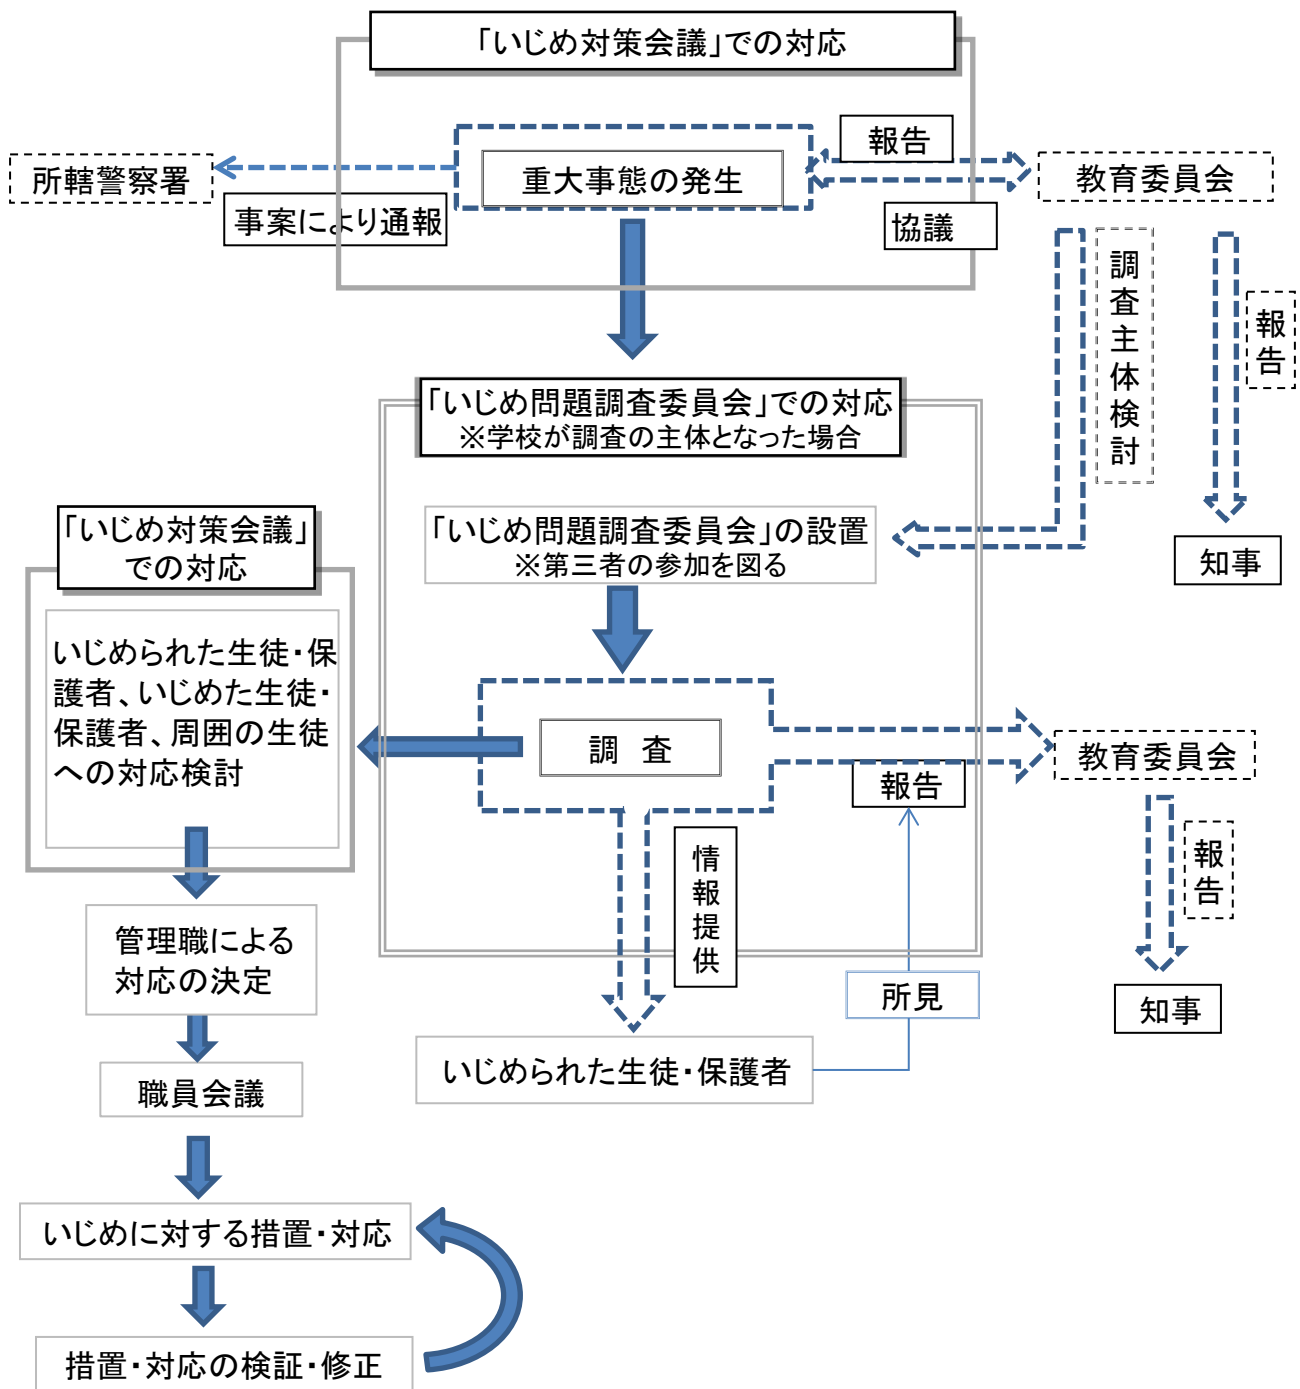 「いじめ対策会議」での対応
報告
所轄警察署
重大事態の発生
教育委員会
事案により通報
協議
調査主体検討
報告
「いじめ問題調査委員会」での対応
※学校が調査の主体となった場合
「いじめ対策会議」
での対応
「いじめ問題調査委員会」の設置
※第三者の参加を図る
知事
いじめられた生徒・保
護者、いじめた生徒・
保護者、周囲の生徒
への対応検討
調 査
教育委員会
報告
情報提供
報告
管理職による
対応の決定
所見
知事
いじめられた生徒・保護者
職員会議
いじめに対する措置・対応
措置・対応の検証・修正